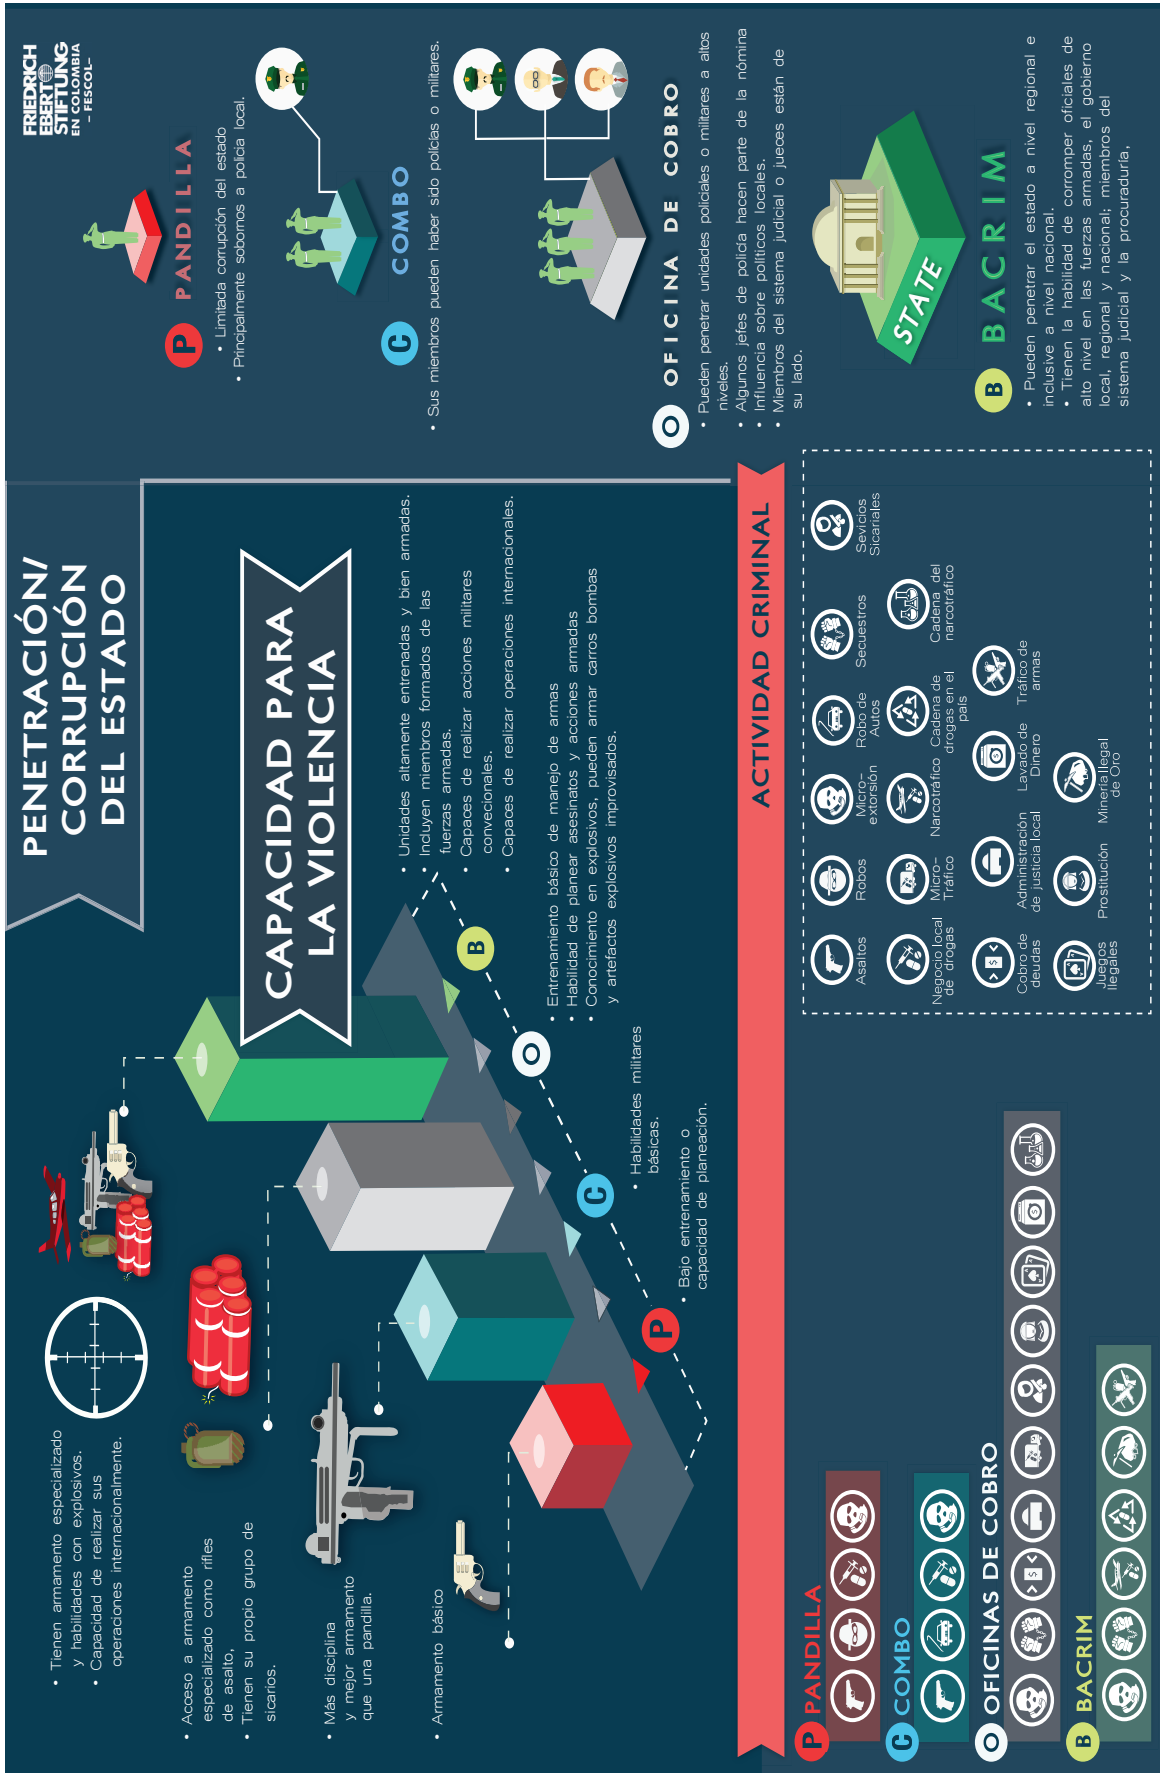 PENETRACIÓN/
CORRUPCIÓN
DEL ESTADO
FRIEDRICH
EBERT
STIFTUNG
EN COLOMBIA
– FESCOL–
P PANDILLA
• Limitada corrupción del estado
• Principalmente sobornos a policía local.
C COMBO
• Sus miembros pueden haber sido policías o militares.
O OFICINA DE COBRO
• Pueden penetrar unidades policiales o militares a altos
niveles.
• Algunos jefes de policía hacen parte de la nómina
• Influencia sobre políticos locales.
• Miembros del sistema judicial o jueces están de
su lado.
STATE
B BACRIM
• Pueden penetrar el estado a nivel regional e
inclusive a nivel nacional.
• Tienen la habilidad de corromper oficiales de
alto nivel en las fuerzas armadas, el gobierno
local, regional y nacional; miembros del
sistema judicial y la procuraduría,
CAPACIDAD PARA
LA VIOLENCIA
• Tienen armamento especializado
y habilidades con explosivos.
• Capacidad de realizar sus
operaciones internacionalmente.
• Acceso a armamento
especializado como rifles
de asalto,
• Tienen su propio grupo de
sicarios.
• Más disciplina
y mejor armamento
que una pandilla.
• Armamento básico
B
• Unidades altamente entrenadas y bien armadas.
• Incluyen miembros formados de las
fuerzas armadas.
• Capaces de realizar acciones militares
convecionales.
• Capaces de realizar operaciones internacionales.
O
• Entrenamiento básico de manejo de armas
• Habilidad de planear asesinatos y acciones armadas
• Conocimiento en explosivos, pueden armar carros bombas
y artefactos explosivos improvisados.
C
• Habilidades militares
básicas.
P
• Bajo entrenamiento o
capacidad de planeación.
ACTIVIDAD CRIMINAL
P PANDILLA
C COMBO
O OFICINAS DE COBRO
B BACRIM
Asaltos
Robos
Micro-
extorsión
Robo de
Autos
Secuestros
Sevicios
Sicariales
Negocio local
de drogas
Micro-
Tráfico
Narcotráfico
Cadena de
drogas en el
país
Cadena del
narcotráfico
Cobro de
deudas
Administración
de justicia local
Lavado de
Dinero
Tráfico de
armas
Juegos
Ilegales
Prostitución
Minería Ilegal
de Oro